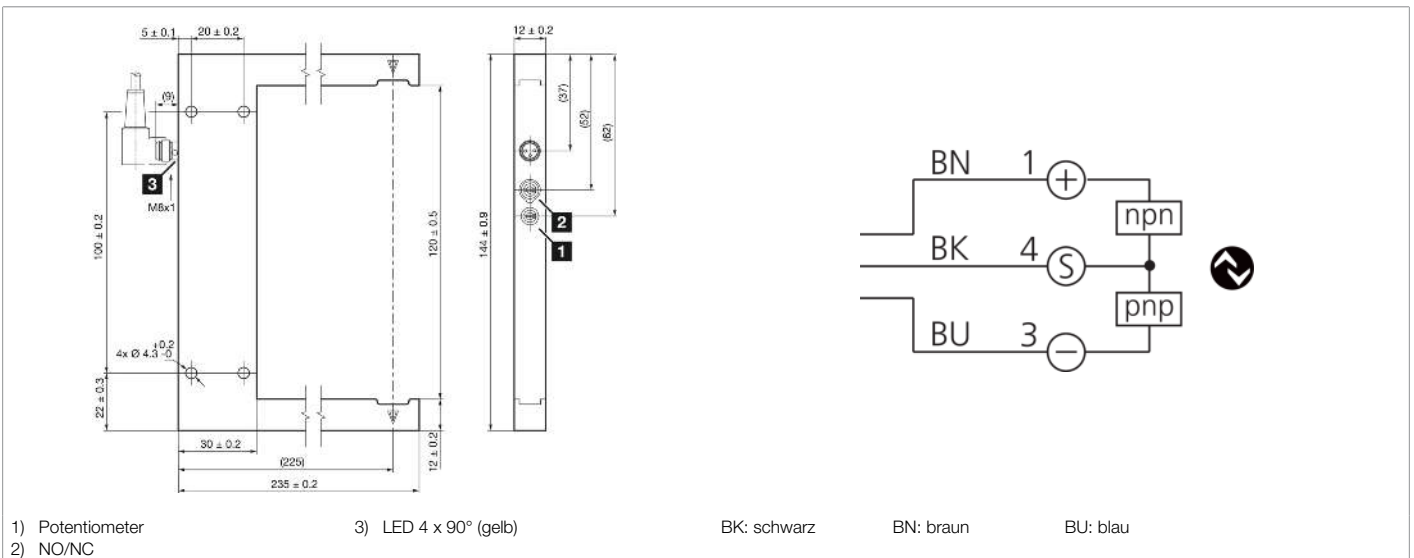 5 ± 0.1
20 ± 0.2
12 ± 0.2
(9)
(37)
(52)
(62)
3
M8x1
2
1
100 ± 0.2
120 ± 0.5
144 ± 0.9
4x Ø 4.3 +0.2 -0
22 ± 0.3
30 ± 0.2
12 ± 0.2
(225)
235 ± 0.2
BN 1 +
npn
BK 4 S
pnp
BU 3 −
1) Potentiometer 3) LED 4 x 90° (gelb) BK: schwarz BN: braun BU: blau
2) NO/NC